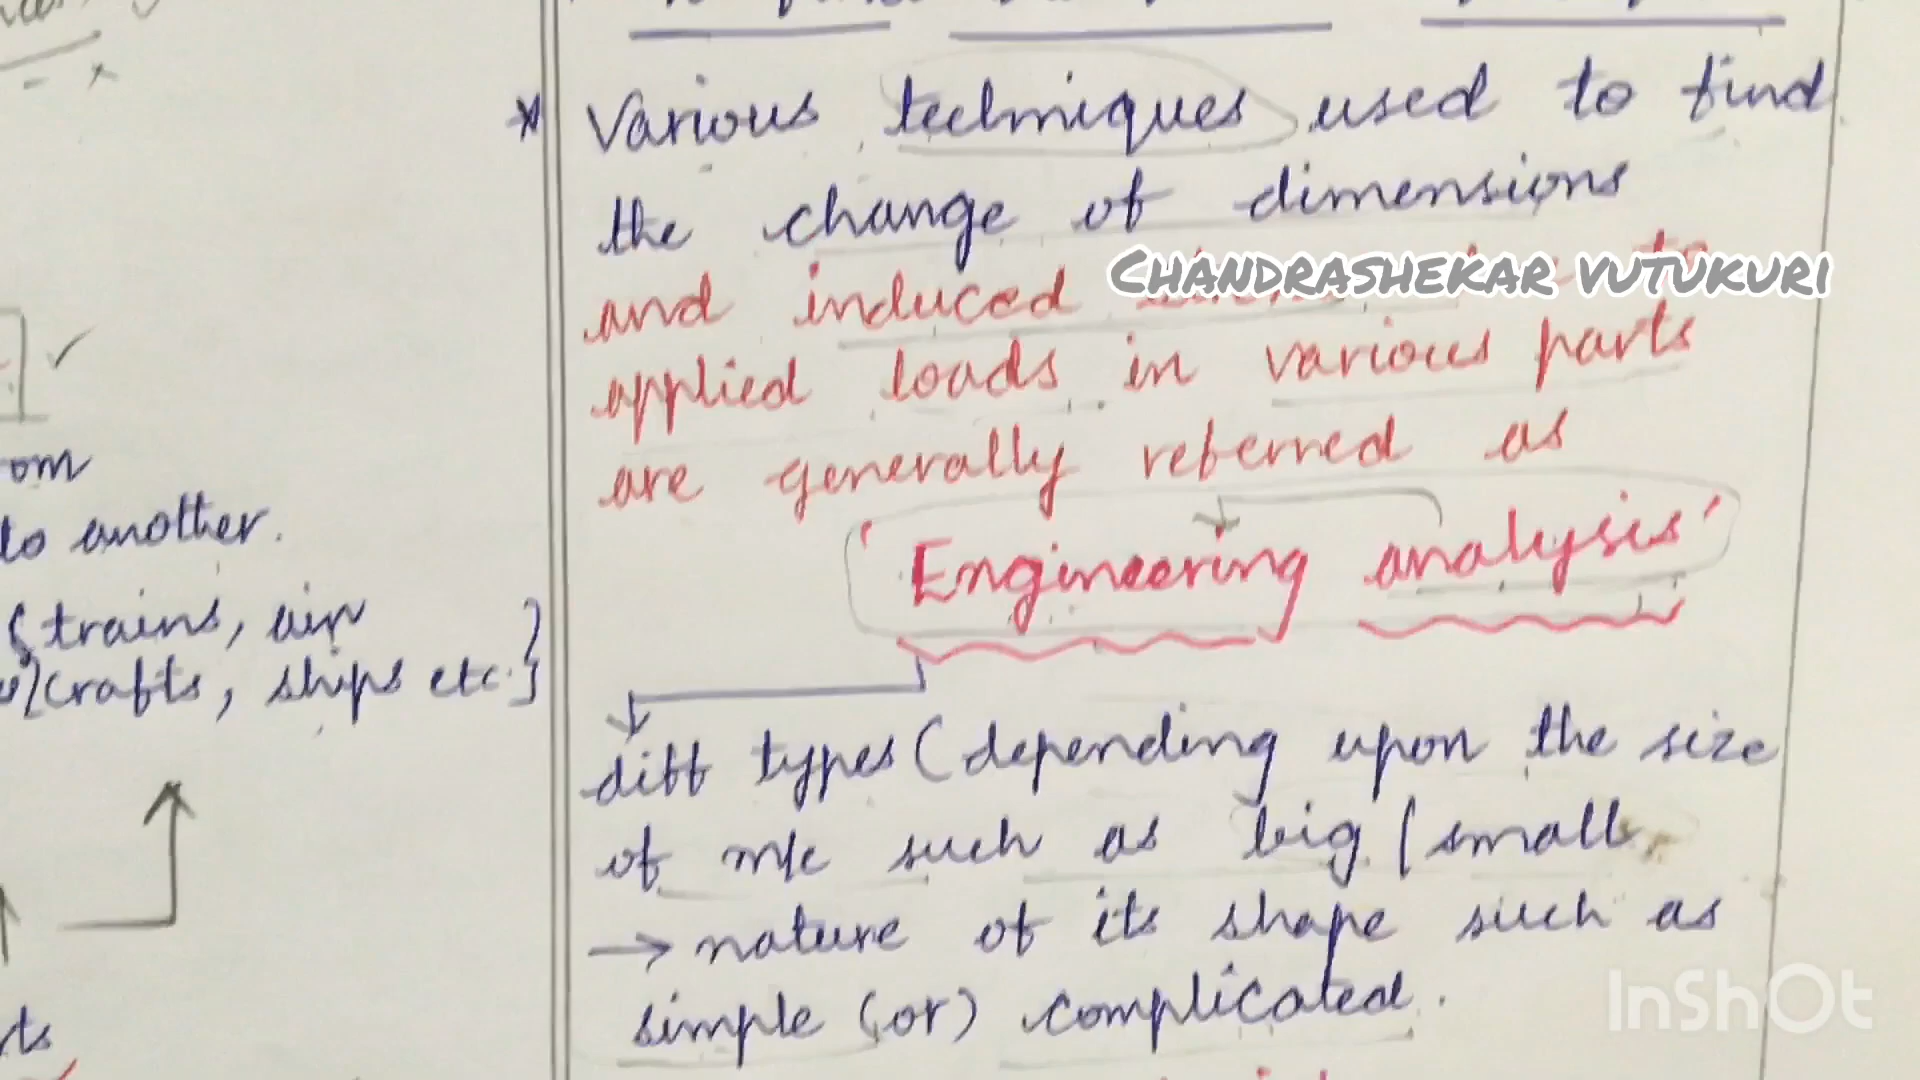 om
to another.
{trains, air
crafts, ships etc.}
* Various techniques used to find
the change of dimensions
and induced
CHANDRASHEKAR VUTUKURI
applied loads in various parts
are generally referred as
'Engineering analysis'
diff types (depending upon the size
of m/c such as big / small
→ nature of its shape such as
simple (or) complicated.
InShOt